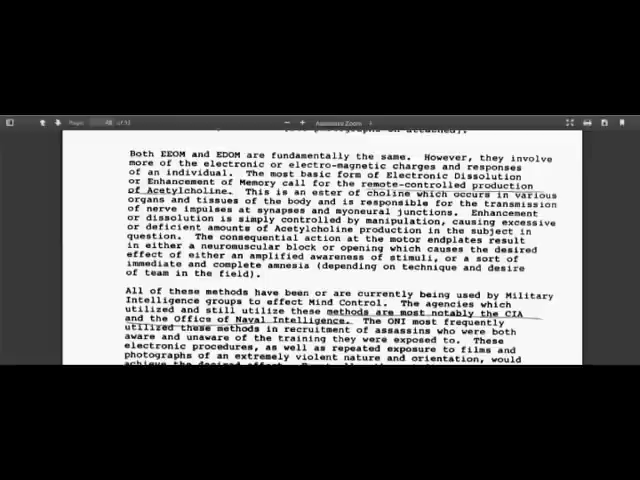 Pages 48 of 52 Automatic Zoom
Both EEOM and EDOM are fundamentally the same. However, they involve
more of the electronic or electro-magnetic charges and responses
of an individual. The most basic form of Electronic Dissolution
or Enhancement of Memory call for the remote-controlled production
of Acetylcholine. This is an ester of choline which occurs in various
organs and tissues of the body and is responsible for the transmission
of nerve impulses at synapses and myoneural junctions. Enhancement
or dissolution is simply controlled by manipulation, causing excessive
or deficient amounts of Acetylcholine production in the subject in
question. The consequential action at the motor endplates result
in either a neuromuscular block or opening which causes the desired
effect of either an amplified awareness of stimuli, or a sort of
immediate and complete amnesia (depending on technique and desire
of team in the field).
All of these methods have been or are currently being used by Military
Intelligence groups to effect Mind Control. The agencies which
utilized and still utilize these methods are most notably the CIA
and the Office of Naval Intelligence. The ONI most frequently
utilized these methods in recruitment of assassins who were both
aware and unaware of the training they were exposed to. These
electronic procedures, as well as repeated exposure to films and
photographs of an extremely violent nature and orientation, would